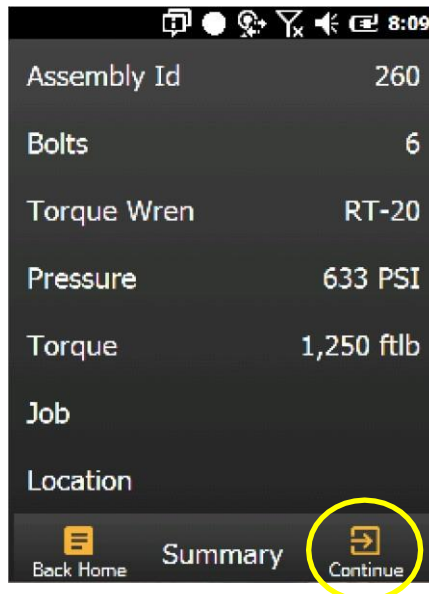 8:09
Assembly Id 260
Bolts 6
Torque Wren RT-20
Pressure 633 PSI
Torque 1,250 ftlb
Job
Location
Back Home Summary Continue